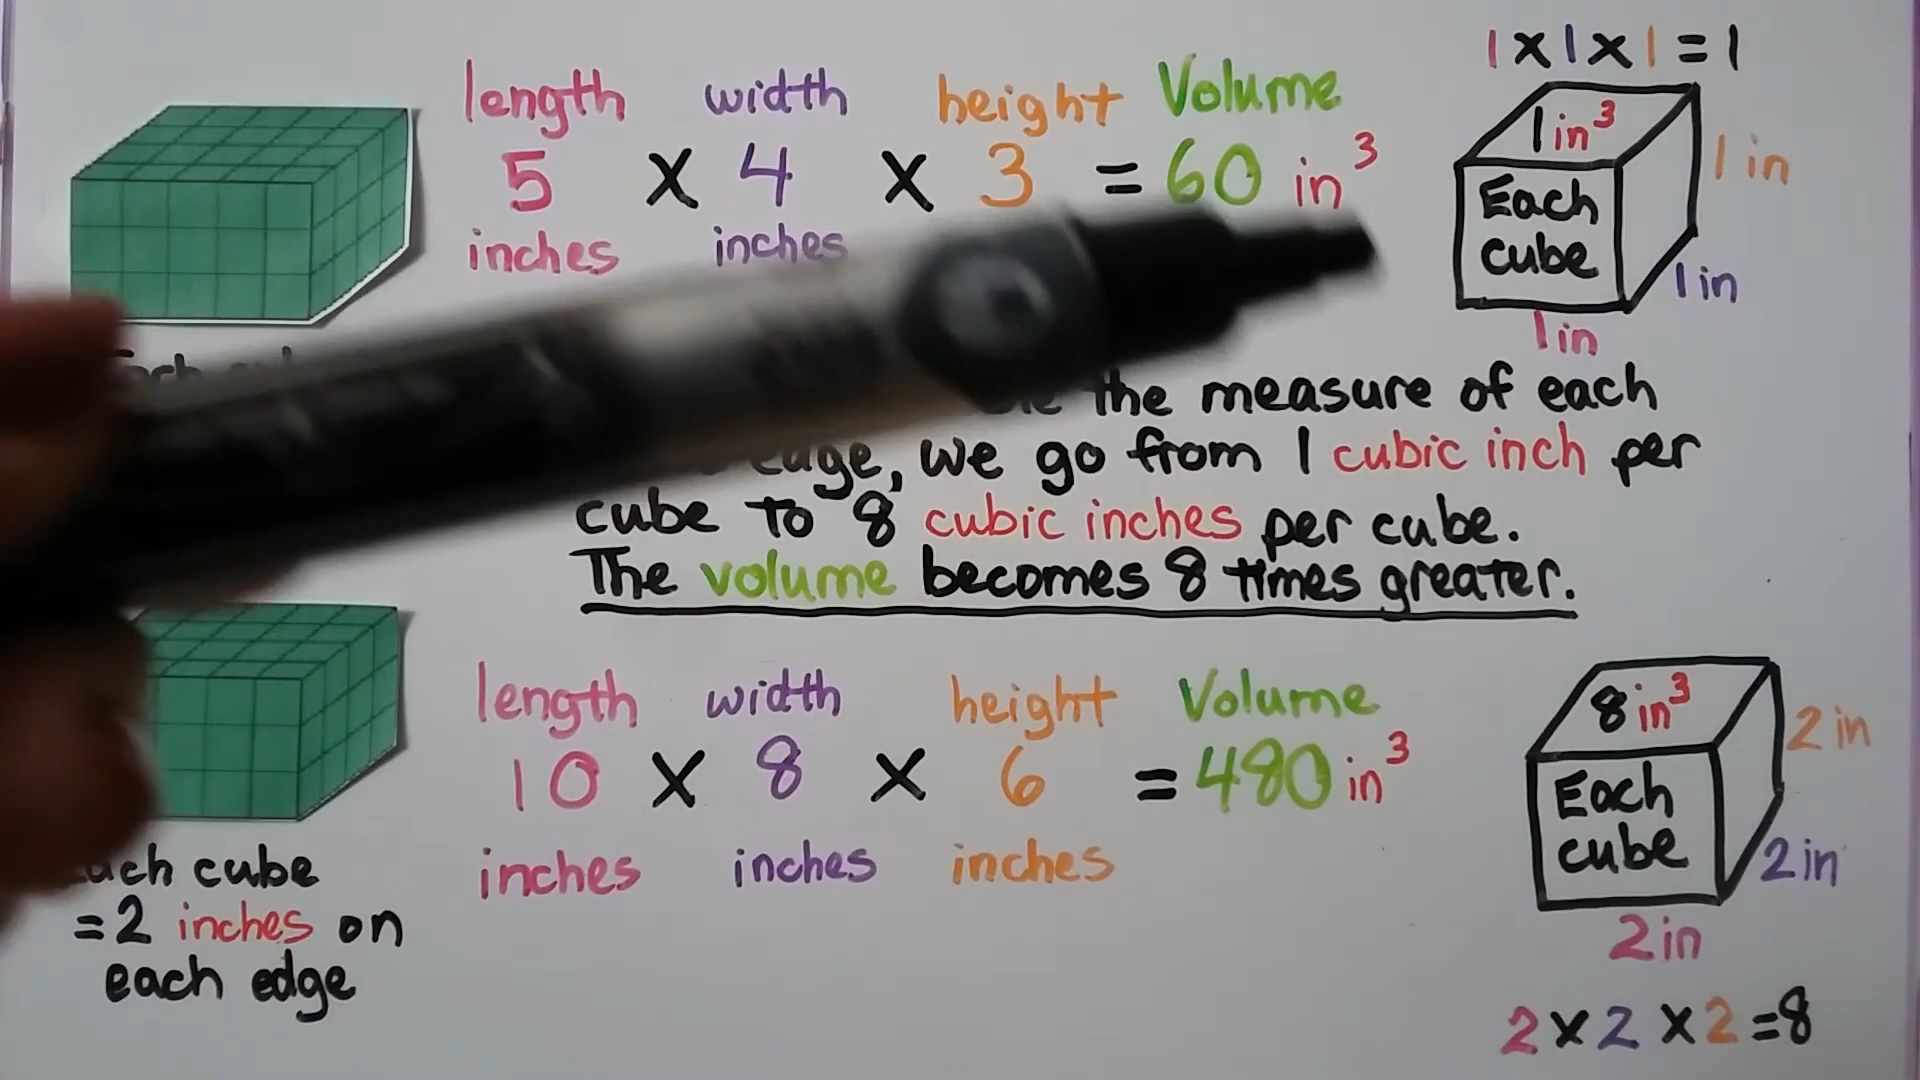 1 x 1 x 1 = 1
length width height Volume
5 x 4 x 3 = 60 in³
inches inches
1 in³
Each
cube
1 in
1 in
1 in
the measure of each
edge, we go from 1 cubic inch per
cube to 8 cubic inches per cube.
The volume becomes 8 times greater.
length width height Volume
10 x 8 x 6 = 480 in³
inches inches inches
cube
= 2 inches on
each edge
8 in³
Each
cube
2 in
2 in
2 in
2 x 2 x 2 = 8